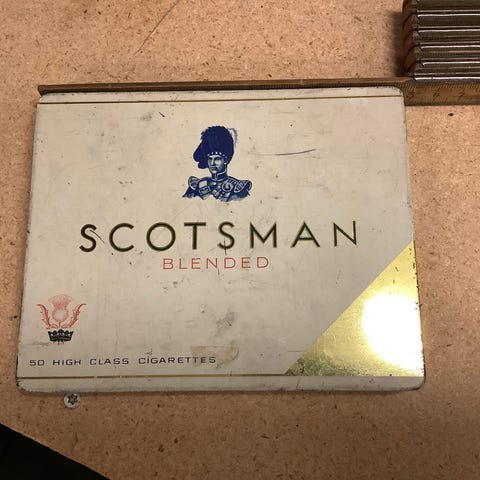 SCOTSMAN
BLENDED
50 HIGH CLASS CIGARETTES